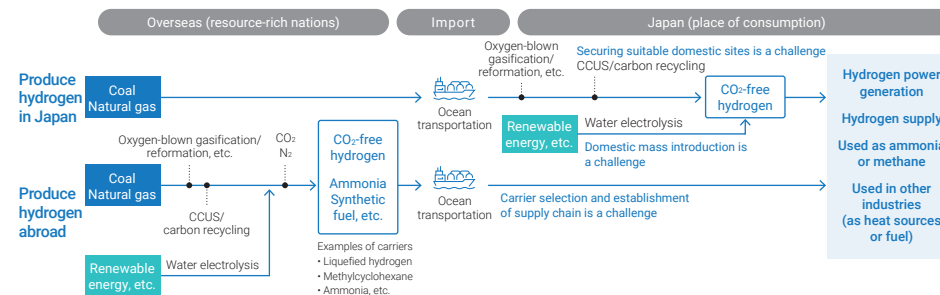 Overseas (resource-rich nations)
Import
Japan (place of consumption)
Produce
hydrogen
in Japan
Coal
Natural gas
Ocean
transportation
Oxygen-blown
gasification/
reformation, etc.
Securing suitable domestic sites is a challenge
CCUS/carbon recycling
CO₂-free
hydrogen
Renewable
energy, etc.
Water electrolysis
Domestic mass introduction is
a challenge
Produce
hydrogen
abroad
Coal
Natural gas
Oxygen-blown gasification/
reformation, etc.
CCUS/
carbon recycling
CO₂
N₂
Renewable
energy, etc.
Water electrolysis
CO₂-free
hydrogen
Ammonia
Synthetic
fuel, etc.
Examples of carriers
• Liquefied hydrogen
• Methylcyclohexane
• Ammonia, etc.
Ocean
transportation
Carrier selection and establishment
of supply chain is a challenge
Hydrogen power
generation
Hydrogen supply
Used as ammonia
or methane
Used in other
industries
(as heat sources
or fuel)